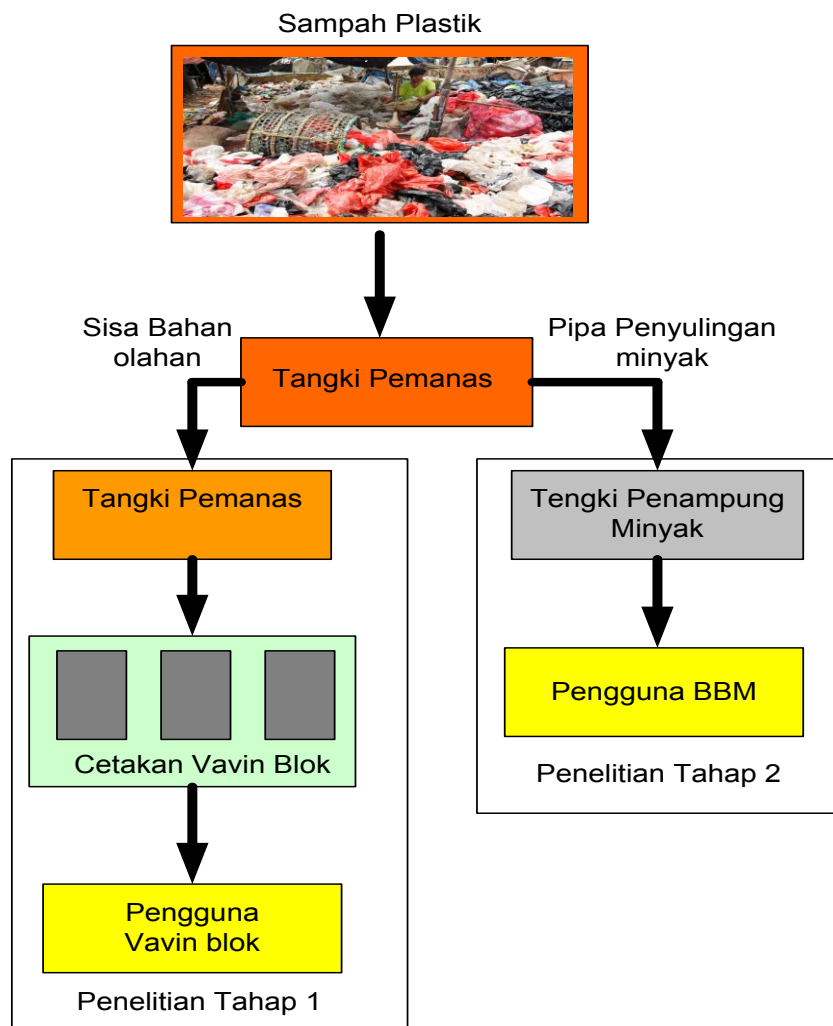 Sampah Plastik
Sisa Bahan
olahan
Pipa Penyulingan
minyak
Tangki Pemanas
Tangki Pemanas
Cetakan Vavin Blok
Pengguna
Vavin blok
Penelitian Tahap 1
Tengki Penampung
Minyak
Pengguna BBM
Penelitian Tahap 2